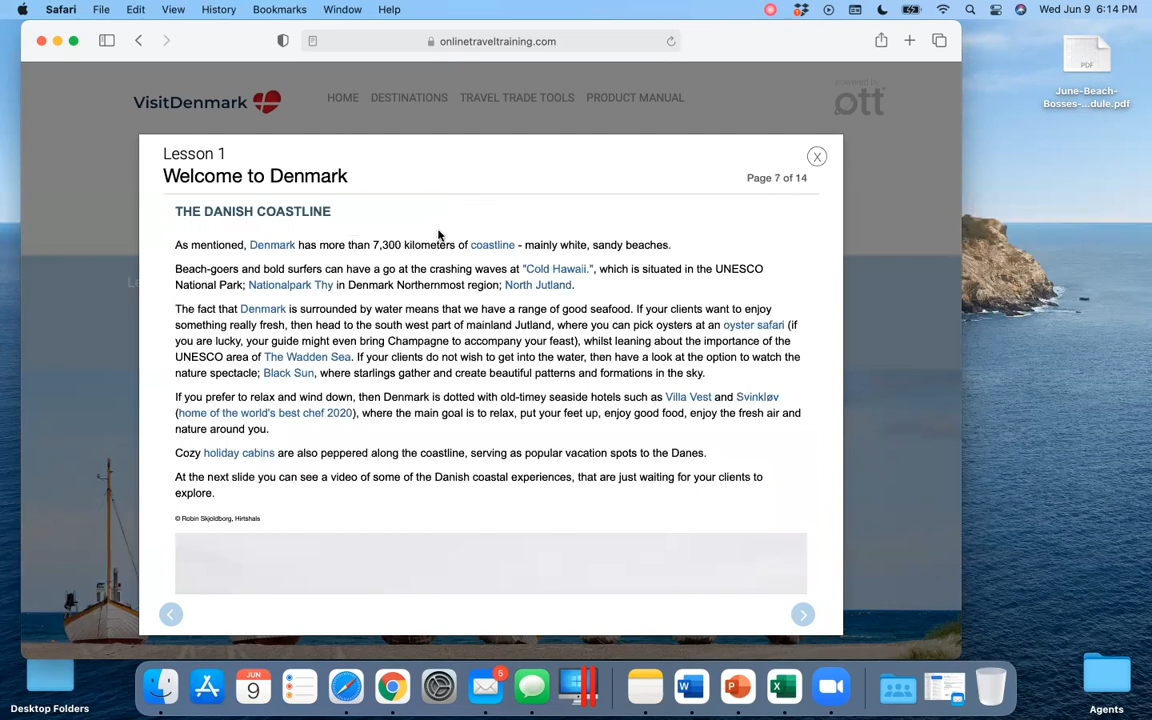 Safari File Edit View History Bookmarks Window Help Wed Jun 9 6:14 PM
onlinetraveltraining.com
PDF
June-Beach-
Bosses-...dule.pdf
VisitDenmark HOME DESTINATIONS TRAVEL TRADE TOOLS PRODUCT MANUAL powered by
ott
Lesson 1
Welcome to Denmark
Page 7 of 14
X
THE DANISH COASTLINE
As mentioned, Denmark has more than 7,300 kilometers of coastline - mainly white, sandy beaches.
Beach-goers and bold surfers can have a go at the crashing waves at "Cold Hawaii.", which is situated in the UNESCO
National Park; Nationalpark Thy in Denmark Northernmost region; North Jutland.
The fact that Denmark is surrounded by water means that we have a range of good seafood. If your clients want to enjoy
something really fresh, then head to the south west part of mainland Jutland, where you can pick oysters at an oyster safari (if
you are lucky, your guide might even bring Champagne to accompany your feast), whilst leaning about the importance of the
UNESCO area of The Wadden Sea. If your clients do not wish to get into the water, then have a look at the option to watch the
nature spectacle; Black Sun, where starlings gather and create beautiful patterns and formations in the sky.
If you prefer to relax and wind down, then Denmark is dotted with old-timey seaside hotels such as Villa Vest and Svinkløv
(home of the world's best chef 2020), where the main goal is to relax, put your feet up, enjoy good food, enjoy the fresh air and
nature around you.
Cozy holiday cabins are also peppered along the coastline, serving as popular vacation spots to the Danes.
At the next slide you can see a video of some of the Danish coastal experiences, that are just waiting for your clients to
explore.
© Robin Skjoldborg, Hirtshals
JUN
9
5
W
P
X
Desktop Folders
Agents